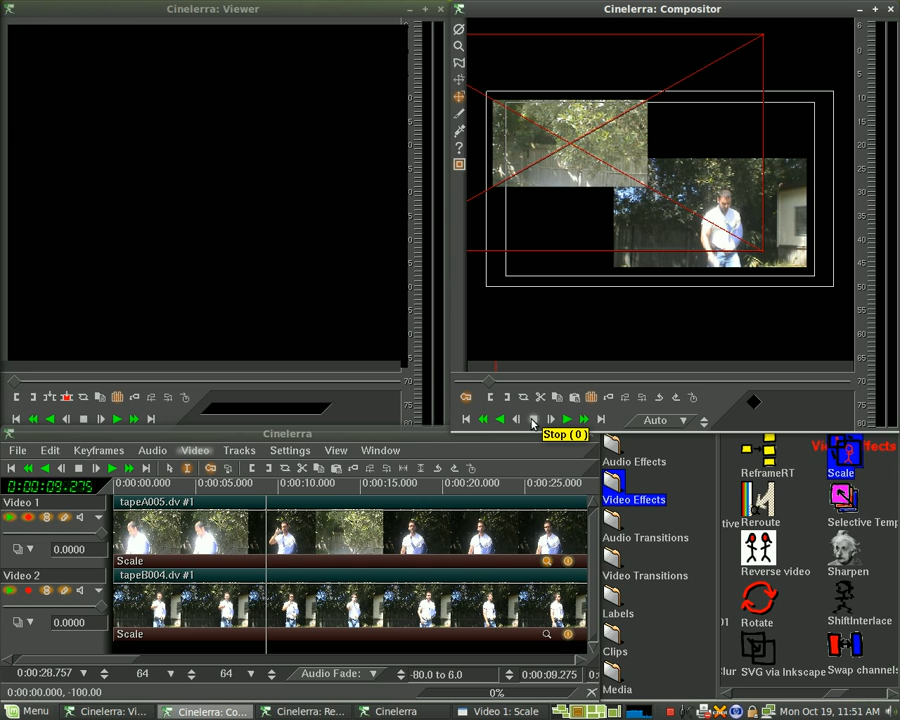 Cinelerra: Viewer
Cinelerra: Compositor
Auto
Stop ( 0 )
Cinelerra
File Edit Keyframes Audio Video Tracks Settings View Window
0:00:09.275
0:00:00.000 0:00:05.000 0:00:10.000 0:00:15.000 0:00:20.000 0:00:25.000
Video 1
tapeA005.dv #1
0.0000
Scale
Video 2
tapeB004.dv #1
0.0000
Scale
0:00:28.757 64 64 Audio Fade: -80.0 to 6.0 0:00:09.275
0:00:00.000, -100.00
0%
Audio Effects
Video Effects
Audio Transitions
Video Transitions
Labels
Clips
Media
ReframeRT
Scale
Reroute
Selective Temp
Reverse video
Sharpen
Rotate
ShiftInterlace
SVG via Inkscape
Swap channels
Menu
Cinelerra: Vi...
Cinelerra: Co...
Cinelerra: Re...
Cinelerra
Video 1: Scale
Mon Oct 19, 11:51 AM